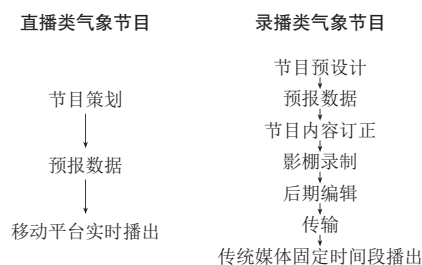 直播类气象节目
节目策划
预报数据
移动平台实时播出
录播类气象节目
节目预设计
预报数据
节目内容订正
影棚录制
后期编辑
传输
传统媒体固定时间段播出